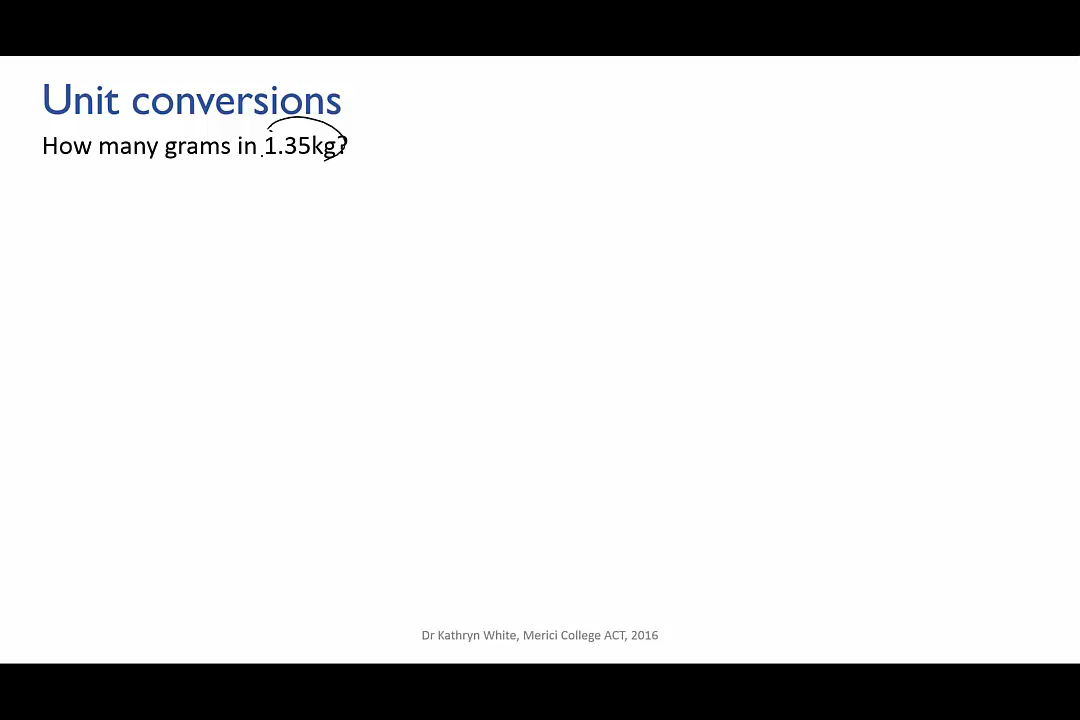 Unit conversions
How many grams in 1.35kg?
Dr Kathryn White, Merici College ACT, 2016